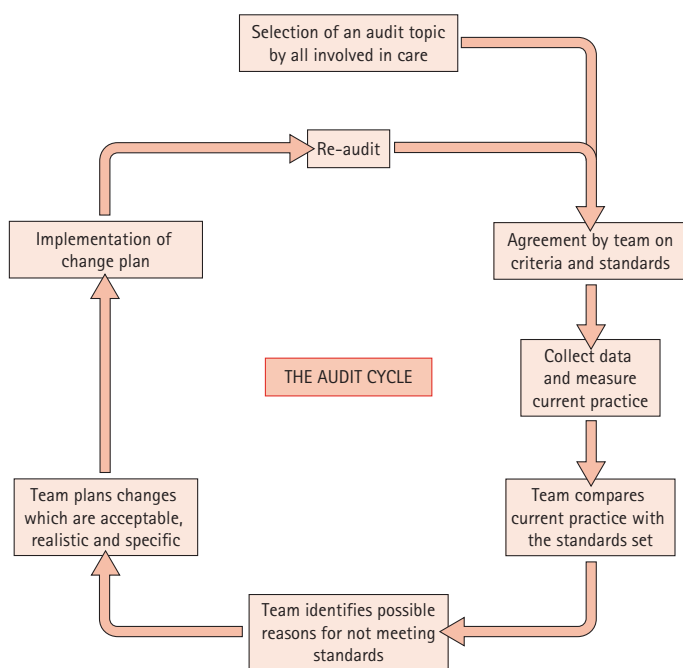 Selection of an audit topic
by all involved in care
Re-audit
Agreement by team on
criteria and standards
Implementation of
change plan
Collect data
and measure
current practice
THE AUDIT CYCLE
Team compares
current practice with
the standards set
Team plans changes
which are acceptable,
realistic and specific
Team identifies possible
reasons for not meeting
standards